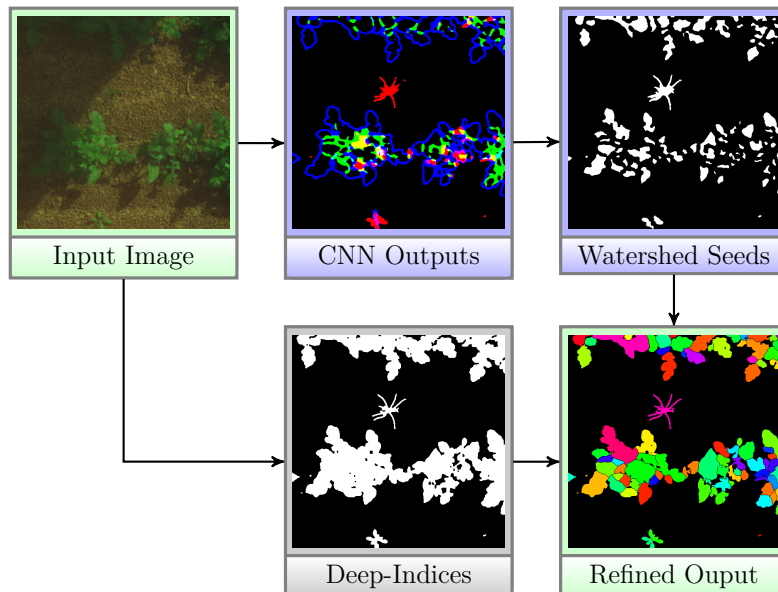 Input Image
CNN Outputs
Watershed Seeds
Deep-Indices
Refined Ouput